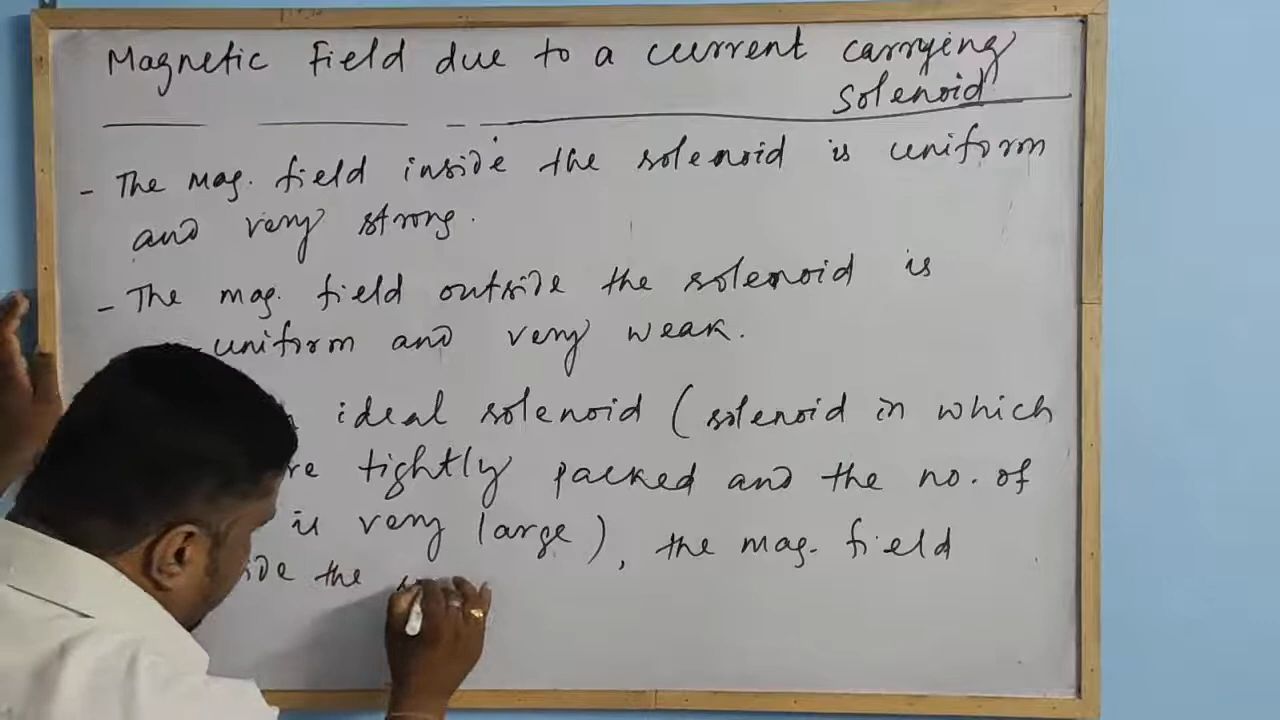 Magnetic Field due to a current carrying
solenoid
- The mag. field inside the solenoid is uniform
and very strong.
- The mag. field outside the solenoid is
uniform and very weak.
ideal solenoid (solenoid in which
tightly packed and the no. of
is very large), the mag. field
the